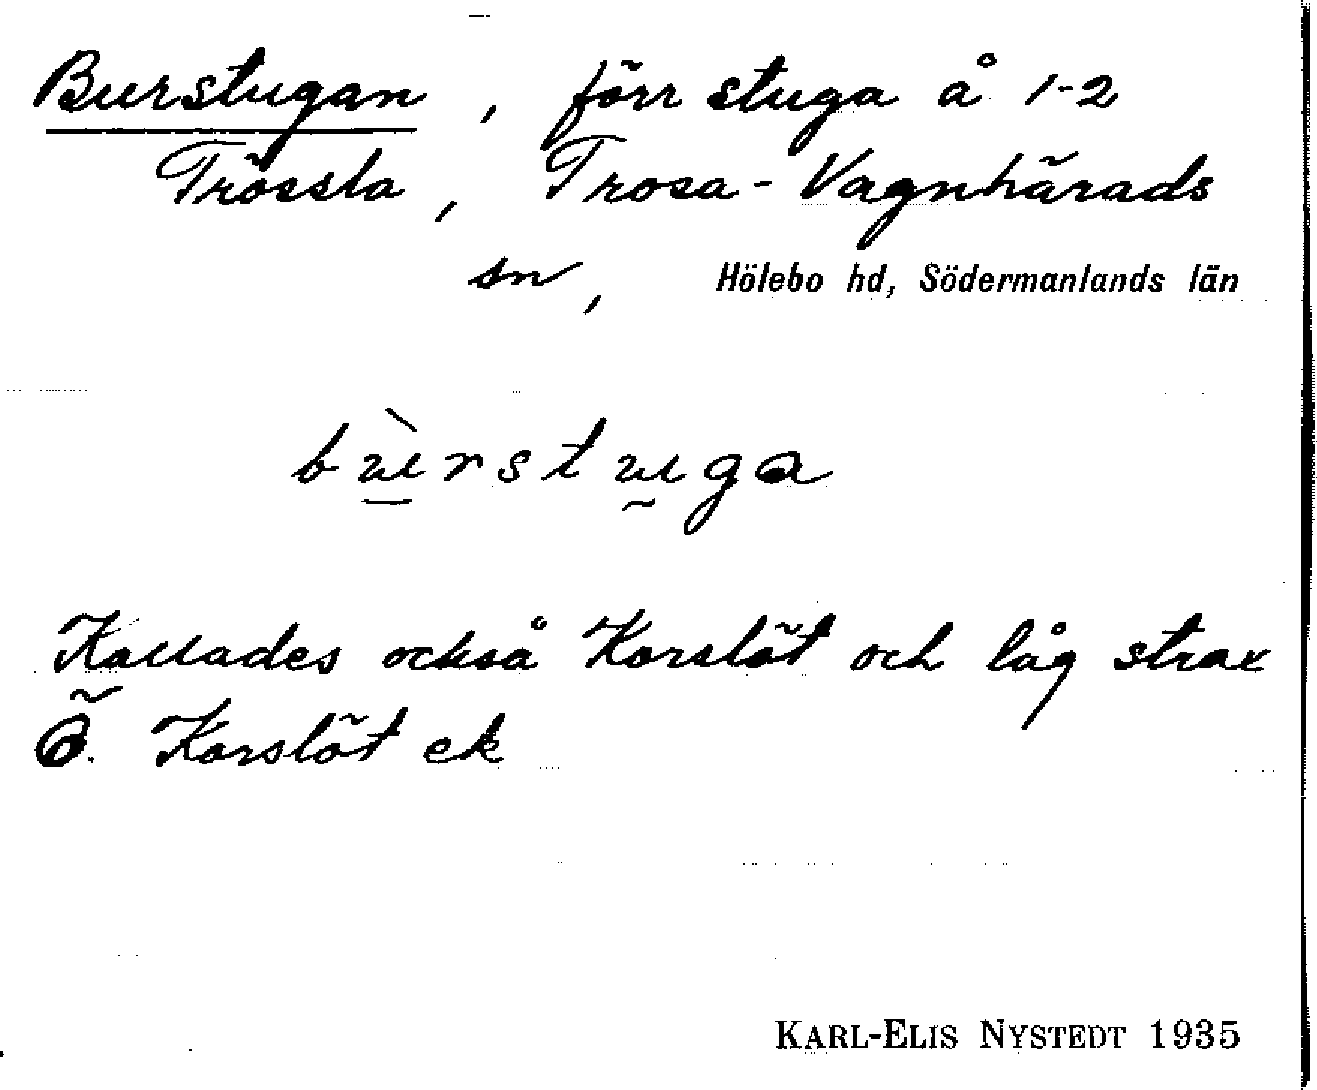 Burstugan, förr stuga å 1-2
Trössla, Trosa-Vagnhärads
sn, Hölebo hd, Södermanlands län
bùrstuga
Kallades också Korslöt och låg strax
Ö. Korslöt ek
KARL-ELIS NYSTEDT 1935